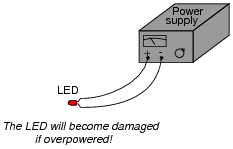 Power
supply
+ -
LED
The LED will become damaged
if overpowered!